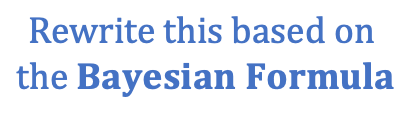 Rewrite this based on
the Bayesian Formula